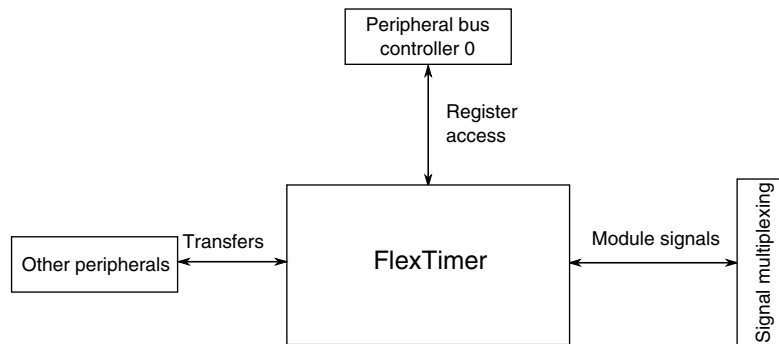 Peripheral bus
controller 0
Register
access
Transfers
Other peripherals
FlexTimer
Module signals
Signal multiplexing